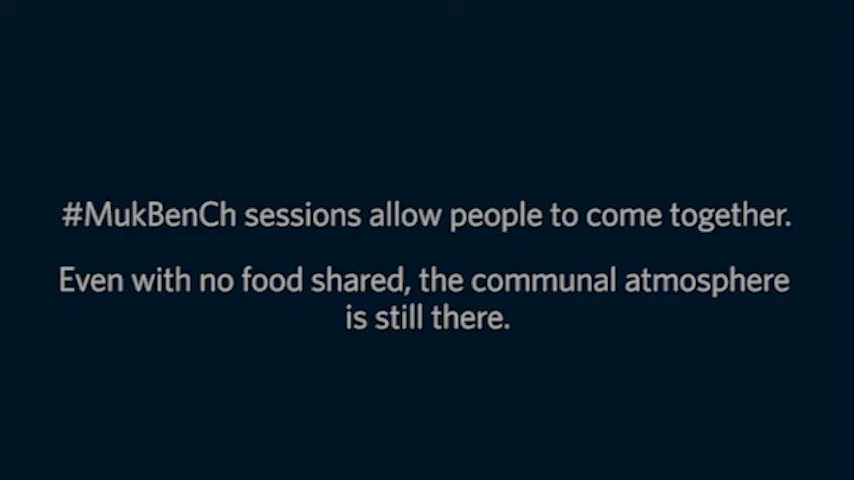 #MukBenCh sessions allow people to come together.
Even with no food shared, the communal atmosphere
is still there.